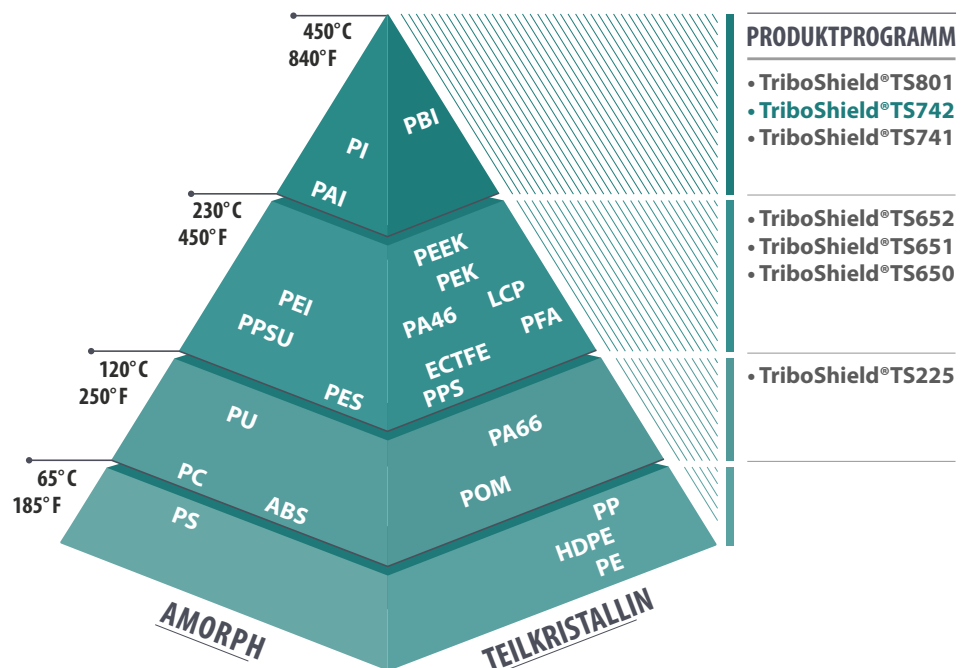 450°C
840°F
PRODUKTPROGRAMM
• TriboShield®TS801
• TriboShield®TS742
• TriboShield®TS741
PBI
PI
PAI
230°C
450°F
• TriboShield®TS652
• TriboShield®TS651
• TriboShield®TS650
PEEK
PEK
LCP
PEI
PA46
PFA
PPSU
ECTFE
PES
PPS
120°C
250°F
• TriboShield®TS225
PU
PA66
PC
POM
ABS
65°C
185°F
PS
PP
HDPE
PE
AMORPH
TEILKRISTALLIN